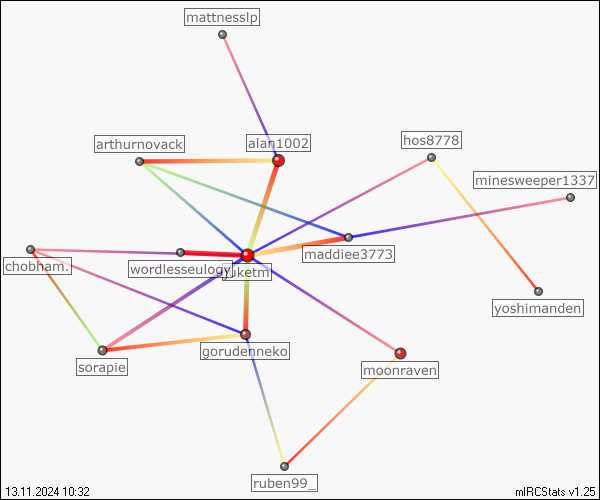 mattnesslp
arthurnovack
alan1002
hos8778
minesweeper1337
chobham.
wordlesseulogy
juketm
maddiee3773
yoshimanden
sorapie
gorudenneko
moonraven
ruben99_
13.11.2024 10:32
mIRCStats v1.25